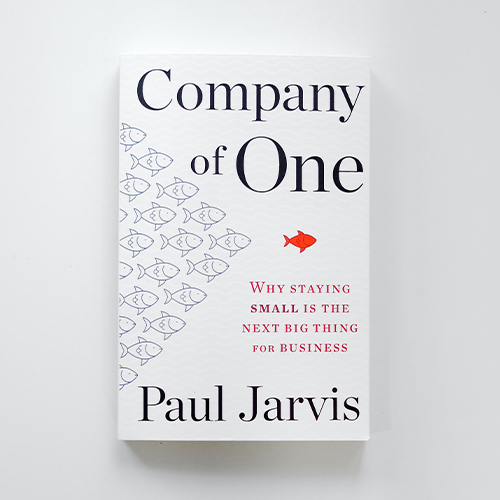 Company
of One
WHY STAYING
SMALL IS THE
NEXT BIG THING
FOR BUSINESS
Paul Jarvis